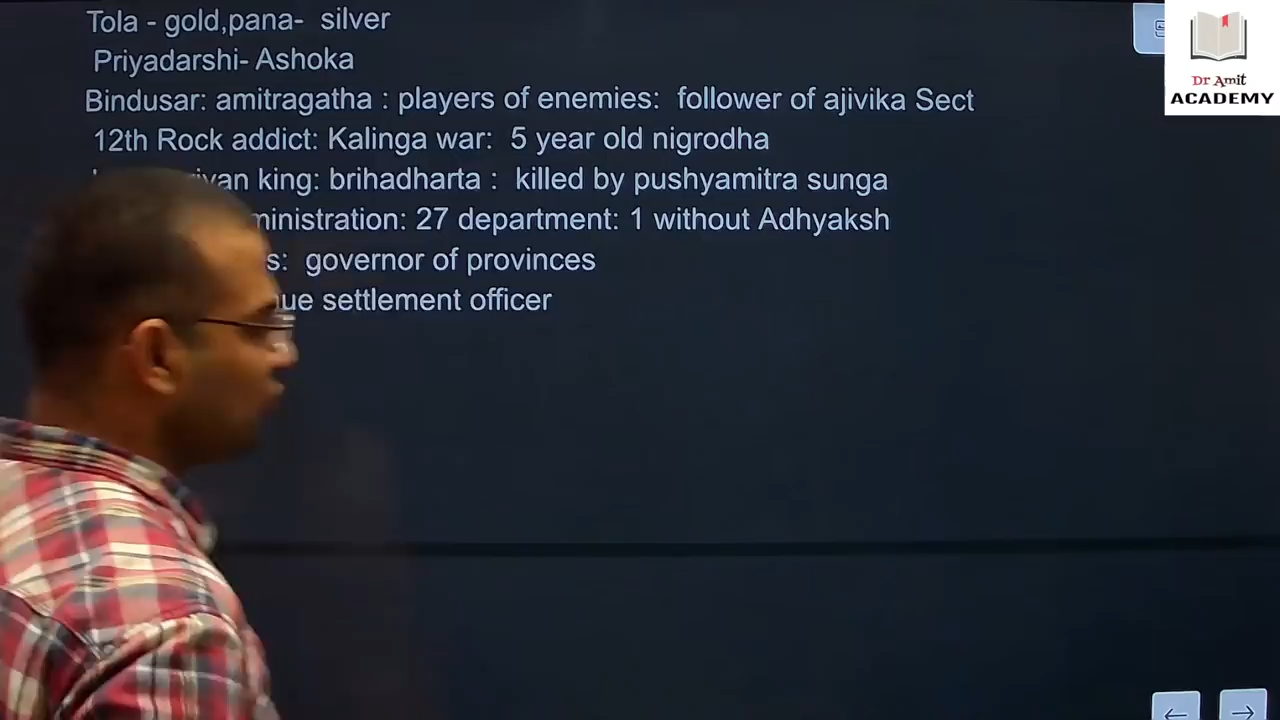 Tola - gold,pana- silver
Priyadarshi- Ashoka
Bindusar: amitragatha : players of enemies: follower of ajivika Sect
12th Rock addict: Kalinga war: 5 year old nigrodha
king: brihadharta : killed by pushyamitra sunga
27 department: 1 without Adhyaksh
governor of provinces
settlement officer
Dr Amit
ACADEMY